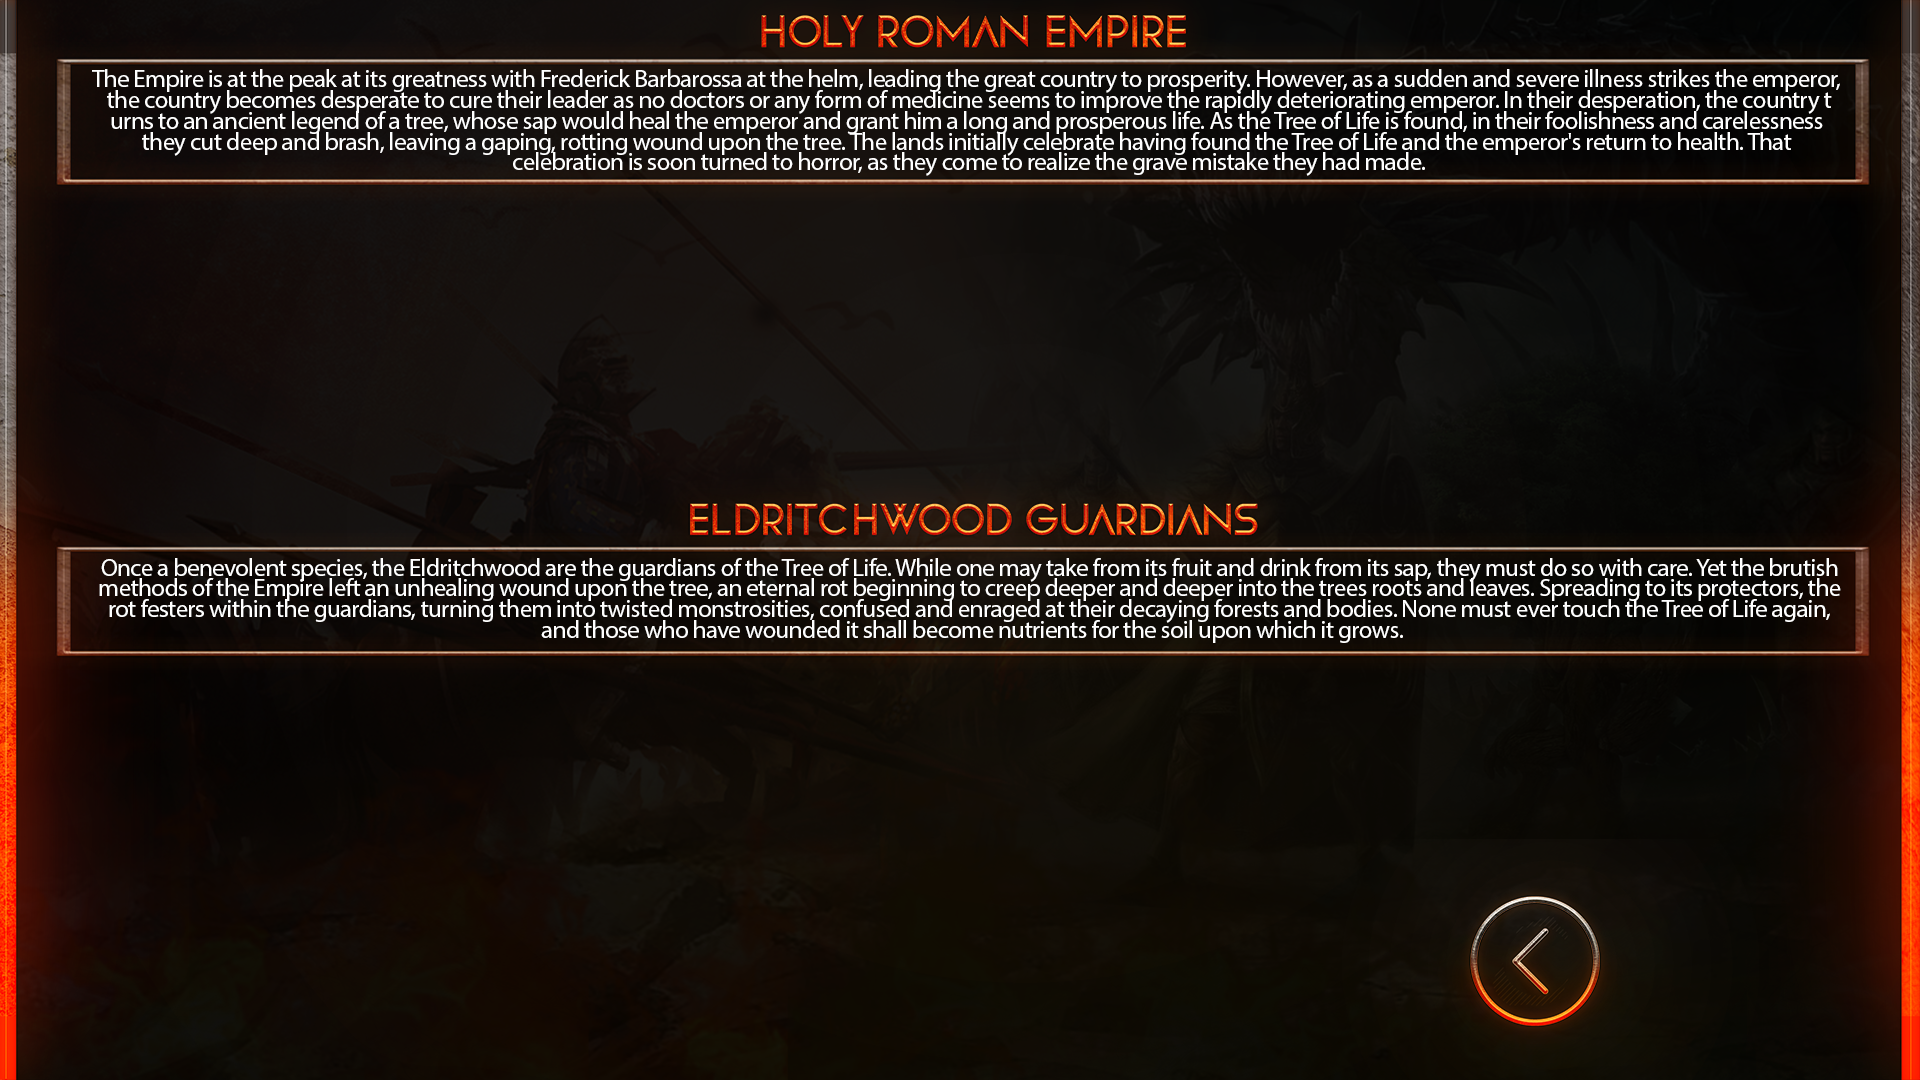 HOLY ROMAN EMPIRE
The Empire is at the peak at its greatness with Frederick Barbarossa at the helm, leading the great country to prosperity. However, as a sudden and severe illness strikes the emperor,
the country becomes desperate to cure their leader as no doctors or any form of medicine seems to improve the rapidly deteriorating emperor. In their desperation, the country t
urns to an ancient legend of a tree, whose sap would heal the emperor and grant him a long and prosperous life. As the Tree of Life is found, in their foolishness and carelessness
they cut deep and brash, leaving a gaping, rotting wound upon the tree. The lands initially celebrate having found the Tree of Life and the emperor's return to health. That
celebration is soon turned to horror, as they come to realize the grave mistake they had made.
ELDRITCHWOOD GUARDIANS
Once a benevolent species, the Eldritchwood are the guardians of the Tree of Life. While one may take from its fruit and drink from its sap, they must do so with care. Yet the brutish
methods of the Empire left an unhealing wound upon the tree, an eternal rot beginning to creep deeper and deeper into the trees roots and leaves. Spreading to its protectors, the
rot festers within the guardians, turning them into twisted monstrosities, confused and enraged at their decaying forests and bodies. None must ever touch the Tree of Life again,
and those who have wounded it shall become nutrients for the soil upon which it grows.